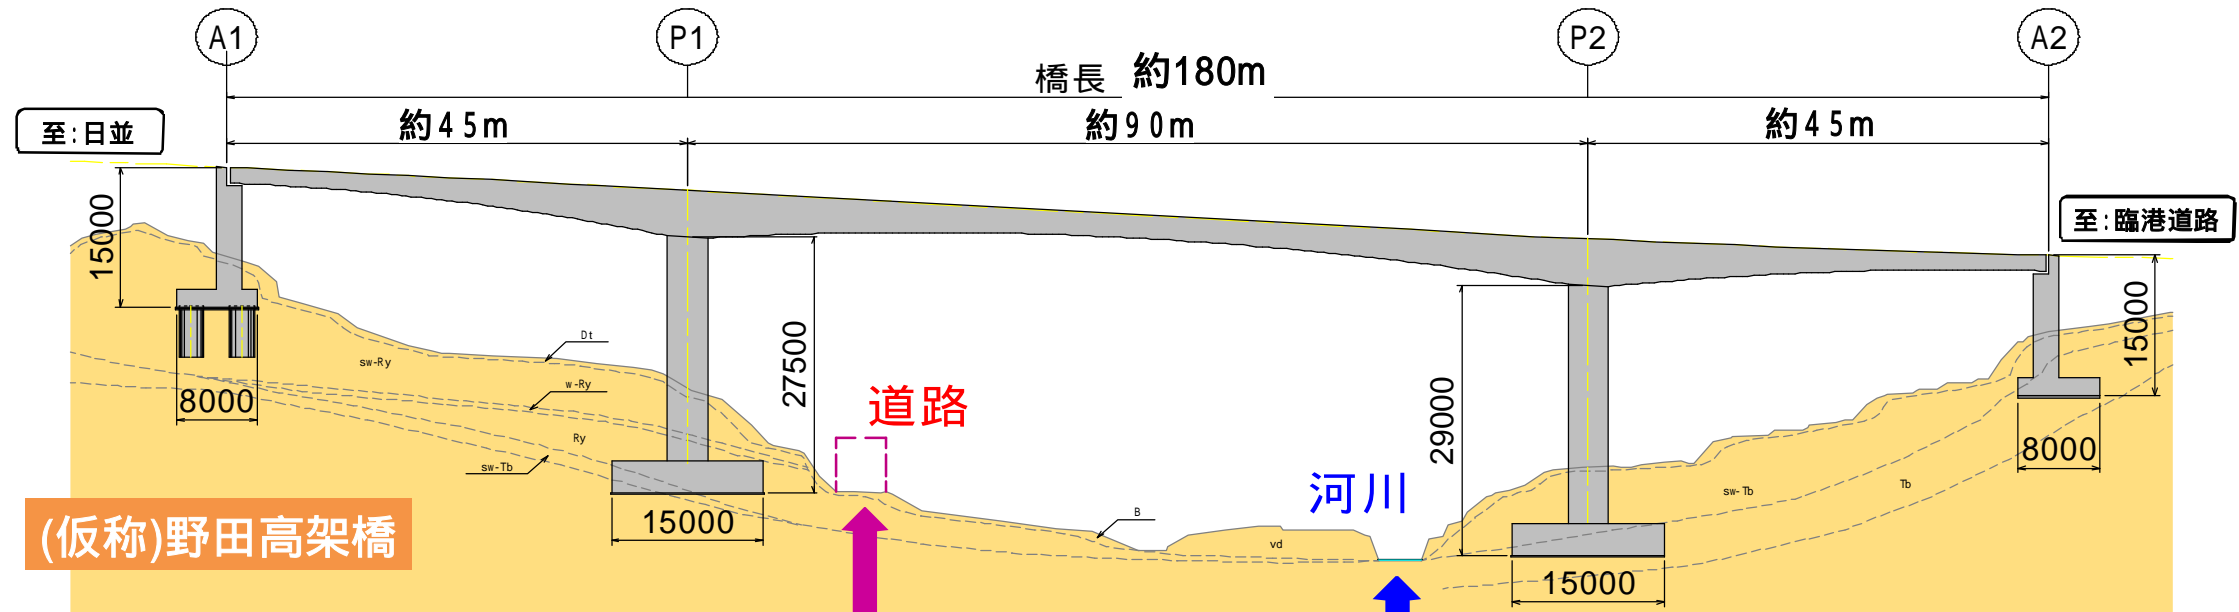 A1
P1
P2
A2
橋長 約180m
約45m
約90m
約45m
至:日並
至:臨港道路
15000
8000
27500
15000
29000
15000
15000
8000
Dt
sw-Ry
w-Ry
Ry
sw-Tb
道路
河川
B
vd
sw-Tb
Tb
(仮称)野田高架橋